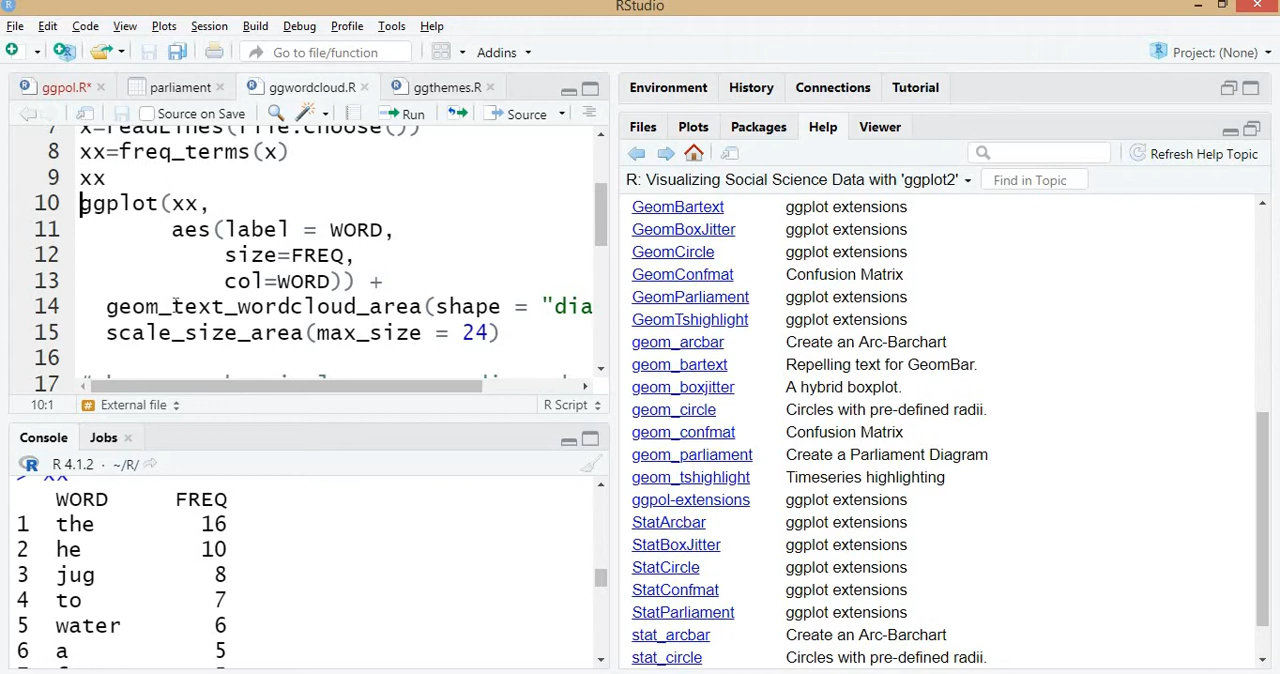 RStudio
File Edit Code View Plots Session Build Debug Profile Tools Help
Go to file/function Addins Project: (None)
ggpol.R* parliament ggwordcloud.R ggthemes.R
Source on Save Run Source
7 x=readLines(file.choose())
8 xx=freq_terms(x)
9 xx
10 ggplot(xx,
11 aes(label = WORD,
12 size=FREQ,
13 col=WORD)) +
14 geom_text_wordcloud_area(shape = "dia
15 scale_size_area(max_size = 24)
16
17
10:1 External file R Script
Console Jobs
R 4.1.2 · ~/R/
> xx
WORD FREQ
1 the 16
2 he 10
3 jug 8
4 to 7
5 water 6
6 a 5
Environment History Connections Tutorial
Files Plots Packages Help Viewer
Refresh Help Topic
R: Visualizing Social Science Data with 'ggplot2' Find in Topic
GeomBartext ggplot extensions
GeomBoxJitter ggplot extensions
GeomCircle ggplot extensions
GeomConfmat Confusion Matrix
GeomParliament ggplot extensions
GeomTshighlight ggplot extensions
geom_arcbar Create an Arc-Barchart
geom_bartext Repelling text for GeomBar.
geom_boxjitter A hybrid boxplot.
geom_circle Circles with pre-defined radii.
geom_confmat Confusion Matrix
geom_parliament Create a Parliament Diagram
geom_tshighlight Timeseries highlighting
ggpol-extensions ggplot extensions
StatArcbar ggplot extensions
StatBoxJitter ggplot extensions
StatCircle ggplot extensions
StatConfmat ggplot extensions
StatParliament ggplot extensions
stat_arcbar Create an Arc-Barchart
stat_circle Circles with pre-defined radii.